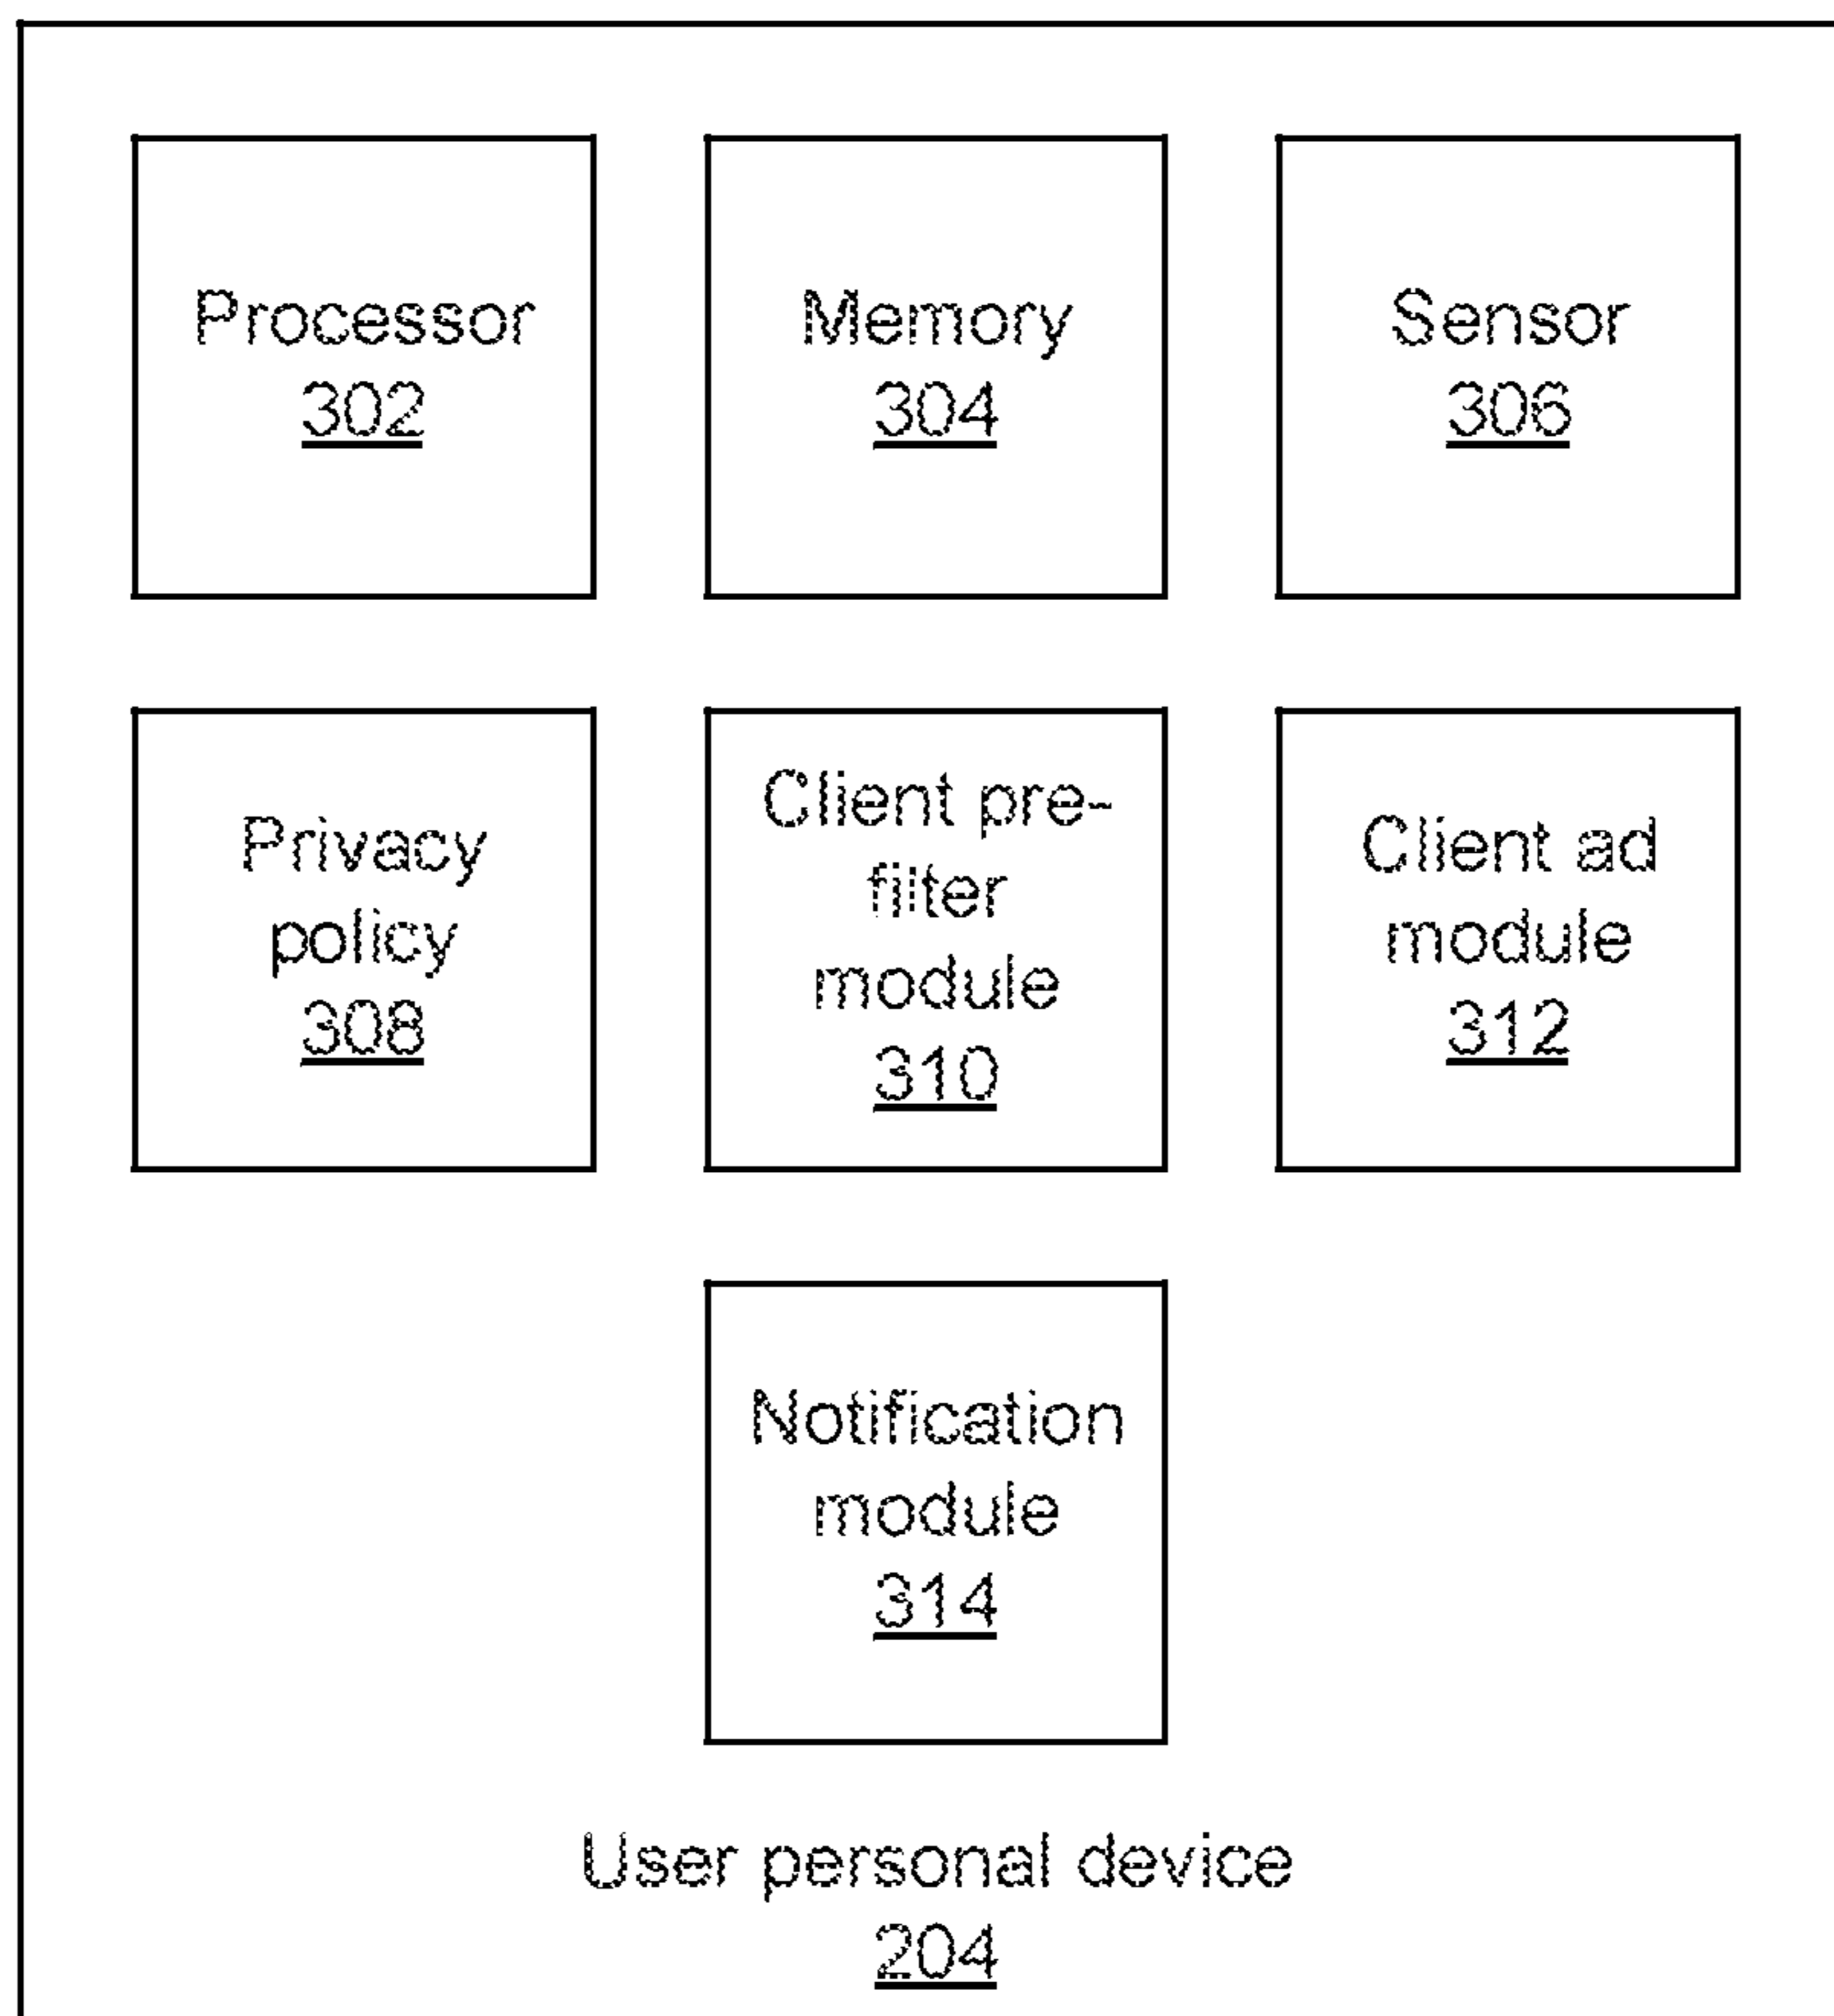 Processor
302
Memory
304
Sensor
306
Privacy
policy
308
Client pre-
filter
module
310
Client ad
module
312
Notification
module
314
User personal device
204